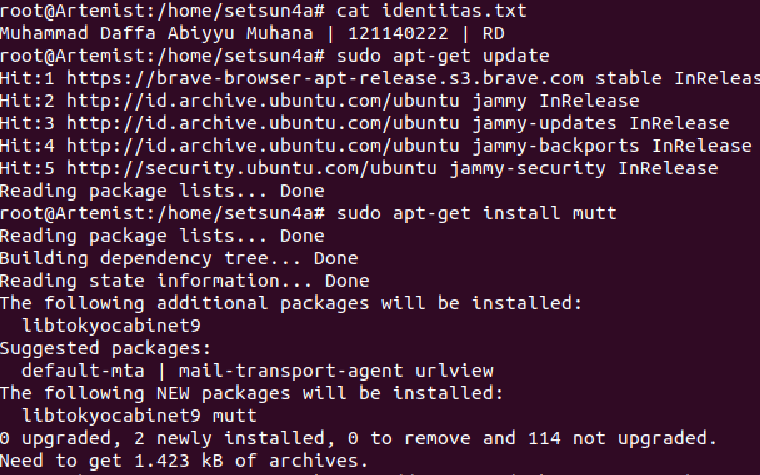 root@Artemist:/home/setsun4a# cat identitas.txt
Muhammad Daffa Abiyyu Muhana | 121140222 | RD
root@Artemist:/home/setsun4a# sudo apt-get update
Hit:1 https://brave-browser-apt-release.s3.brave.com stable InReleas
Hit:2 http://id.archive.ubuntu.com/ubuntu jammy InRelease
Hit:3 http://id.archive.ubuntu.com/ubuntu jammy-updates InRelease
Hit:4 http://id.archive.ubuntu.com/ubuntu jammy-backports InRelease
Hit:5 http://security.ubuntu.com/ubuntu jammy-security InRelease
Reading package lists... Done
root@Artemist:/home/setsun4a# sudo apt-get install mutt
Reading package lists... Done
Building dependency tree... Done
Reading state information... Done
The following additional packages will be installed:
  libtokyocabinet9
Suggested packages:
  default-mta | mail-transport-agent urlview
The following NEW packages will be installed:
  libtokyocabinet9 mutt
0 upgraded, 2 newly installed, 0 to remove and 114 not upgraded.
Need to get 1.423 kB of archives.